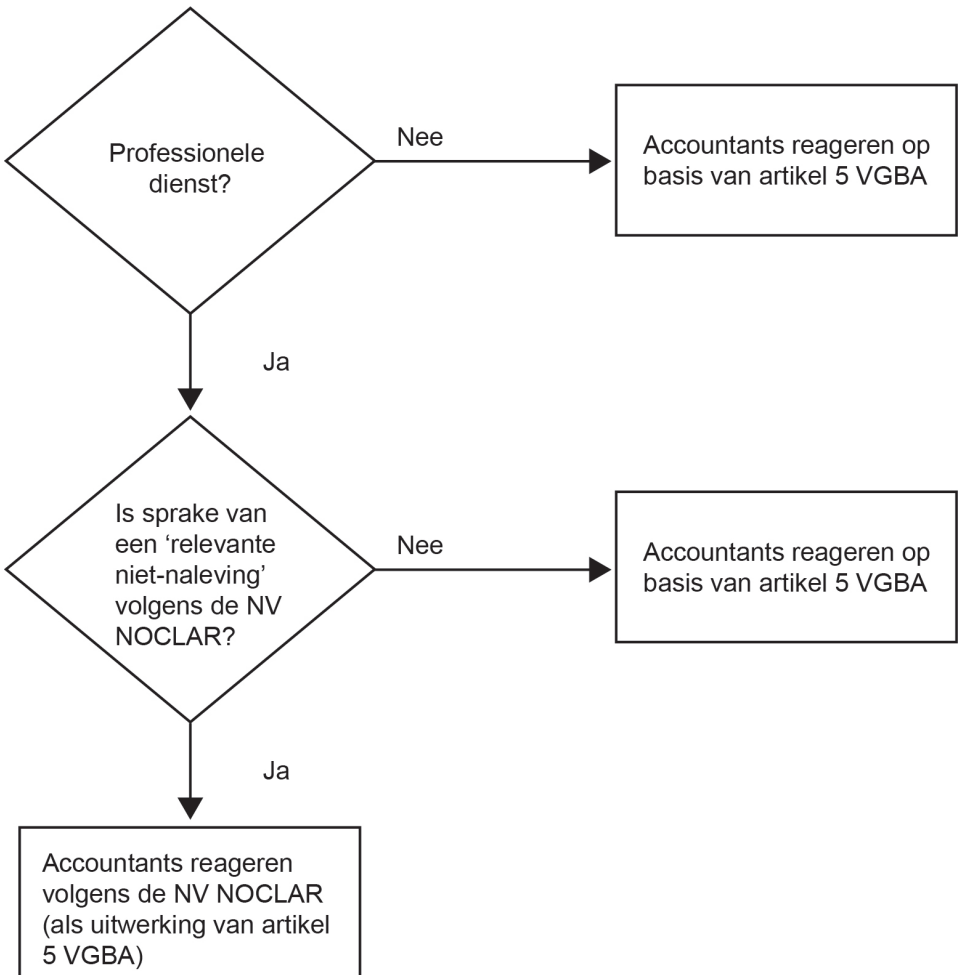 Professionele
dienst?
Nee
Accountants reageren op
basis van artikel 5 VGBA
Ja
Is sprake van
een ‘relevante
niet-naleving’
volgens de NV
NOCLAR?
Nee
Accountants reageren op
basis van artikel 5 VGBA
Ja
Accountants reageren
volgens de NV NOCLAR
(als uitwerking van artikel
5 VGBA)